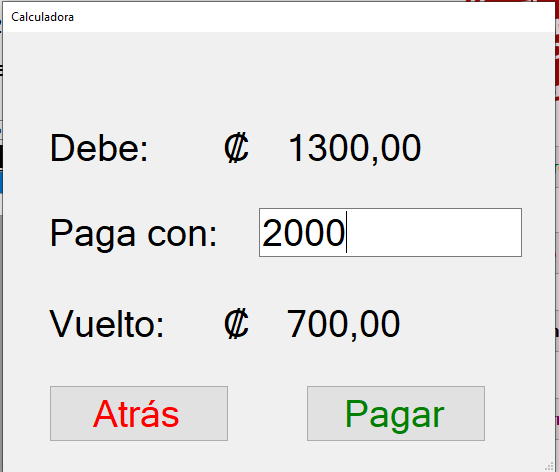 Calculadora
Debe: ₡ 1300,00
Paga con: 2000
Vuelto: ₡ 700,00
Atrás Pagar